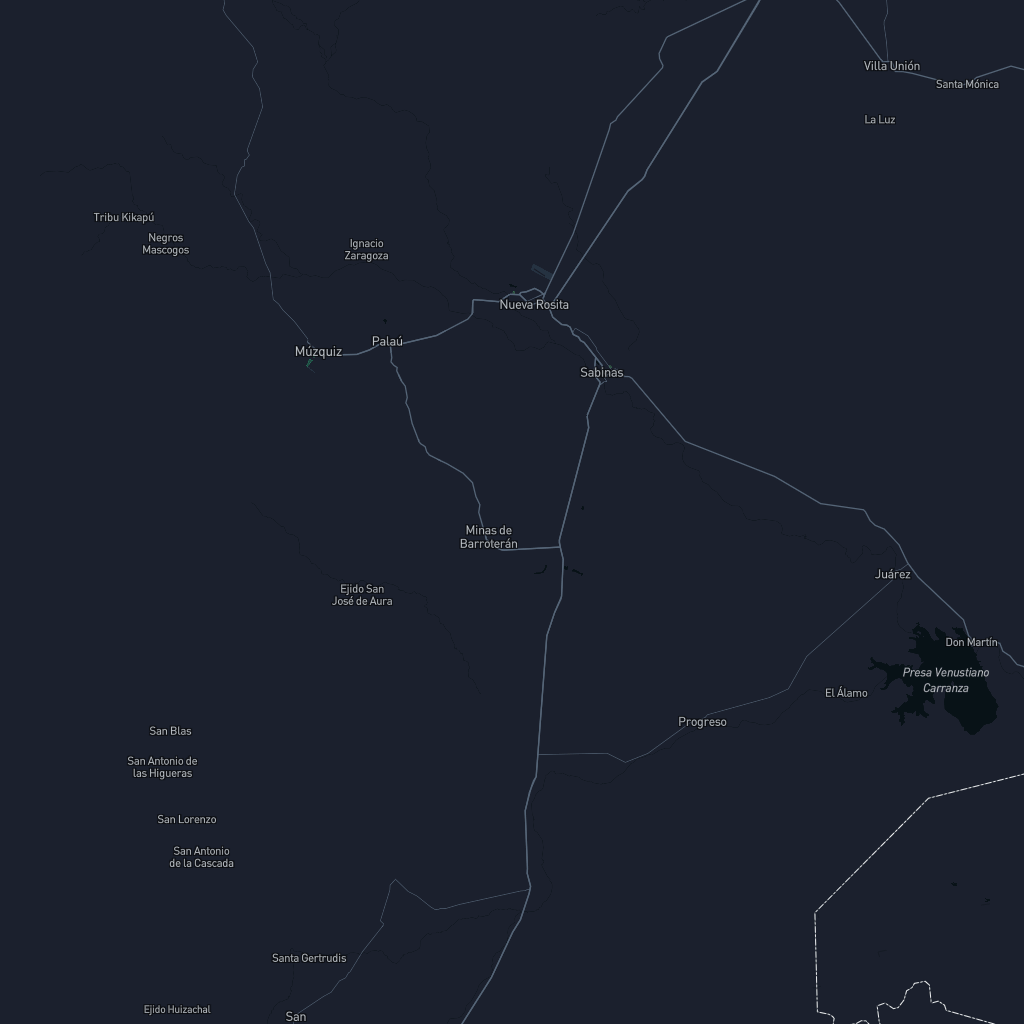 Villa Unión
Santa Mónica
La Luz
Tribu Kikapú
Negros
Mascogos
Ignacio
Zaragoza
Nueva Rosita
Palaú
Múzquiz
Sabinas
Minas de
Barroterán
Juárez
Ejido San
José de Aura
Don Martín
Presa Venustiano
Carranza
El Álamo
Progreso
San Blas
San Antonio de
las Higueras
San Lorenzo
San Antonio
de la Cascada
Santa Gertrudis
Ejido Huizachal
San